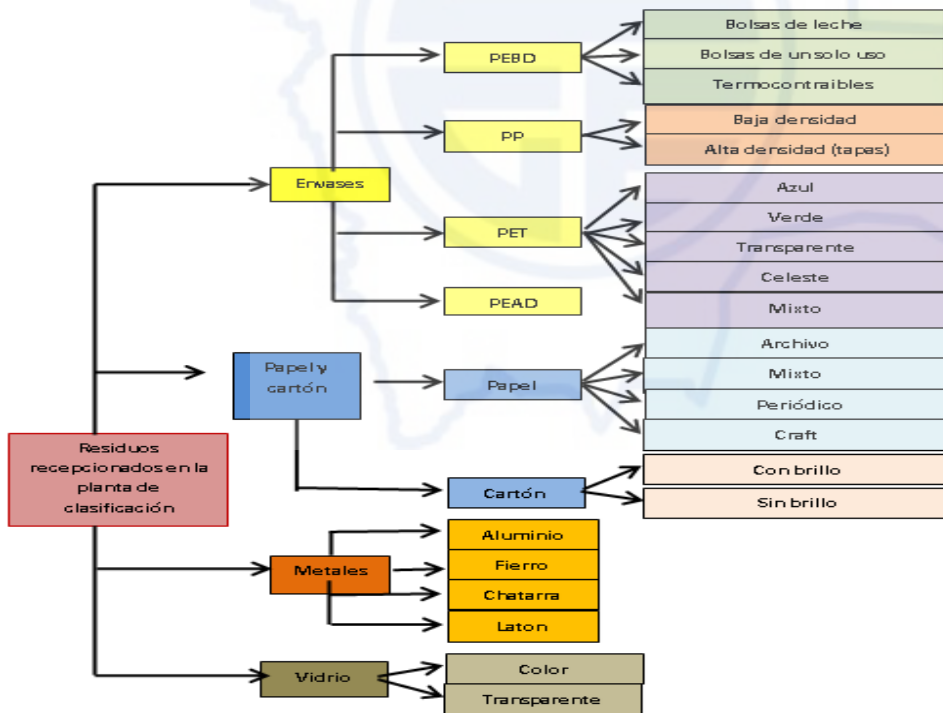 Bolsas de leche
PEBD
Bolsas de un solo uso
Termocontraibles
Baja densidad
PP
Alta densidad (tapas)
Envases
Azul
Verde
PET
Transparente
Celeste
PEAD
Mixto
Archivo
Papel y
cartón
Papel
Mixto
Periódico
Craft
Residuos
recepcionados en la
planta de
clasificación
Con brillo
Cartón
Sin brillo
Aluminio
Metales
Fierro
Chatarra
Laton
Color
Vidrio
Transparente